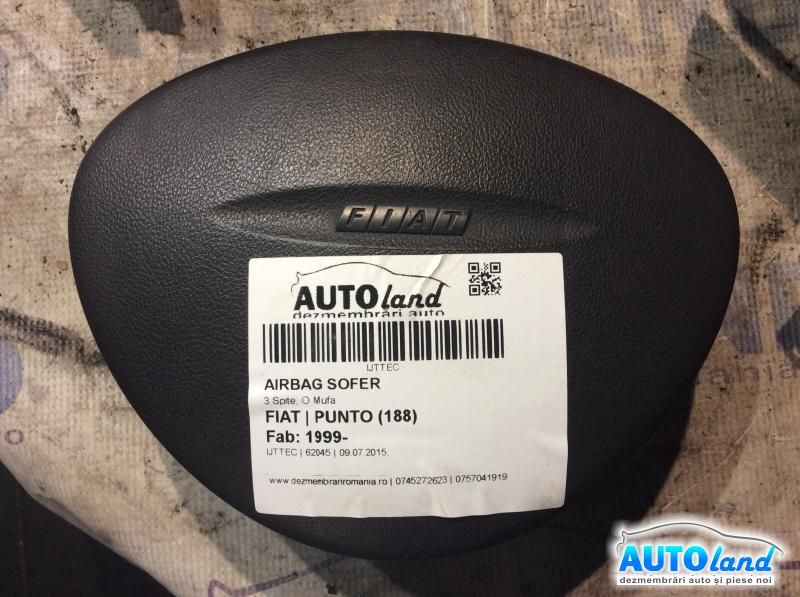 FIAT
AUTOland
dezmembrări auto
IJTTEC
AIRBAG SOFER
3 Spite, O Mufa
FIAT | PUNTO (188)
Fab: 1999-
IJTTEC | 62045 | 09.07.2015,
www.dezmembrariromania.ro | 0745272623 | 0757041919
AUTOland
dezmembrări auto și piese noi